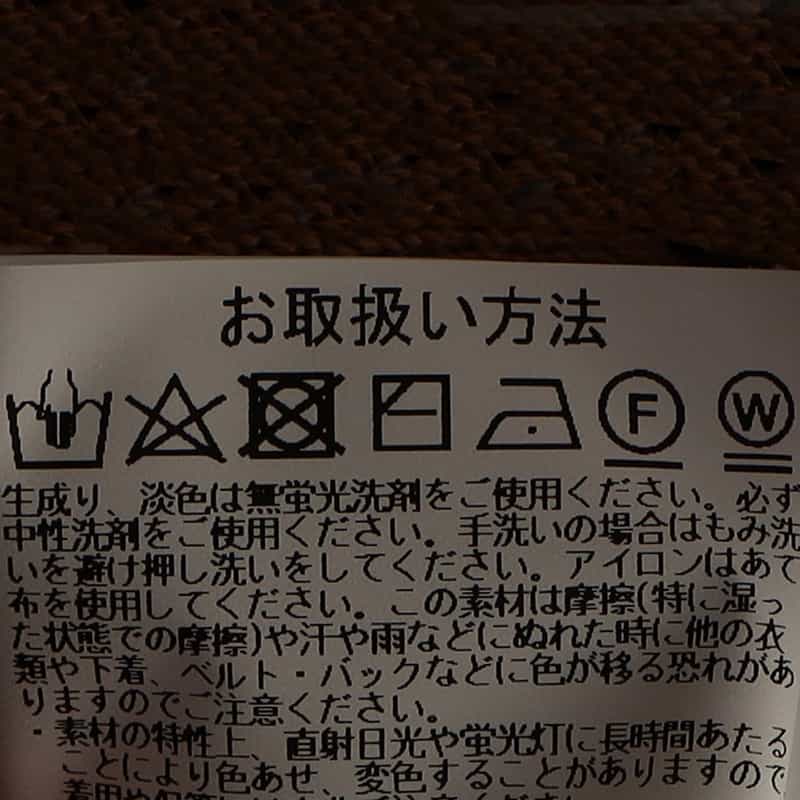 お取扱い方法
F W
生成り、淡色は無蛍光洗剤をご使用ください。必ず
中性洗剤をご使用ください。手洗いの場合はもみ洗
いを避け押し洗いをしてください。アイロンはあて
布を使用してください。この素材は摩擦(特に湿っ
た状態での摩擦)や汗や雨などにぬれた時に他の衣
類や下着、ベルト・バックなどに色が移る恐れがあ
りますのでご注意ください。
・素材の特性上、直射日光や蛍光灯に長時間あたる
ことにより色あせ、変色することがありますので